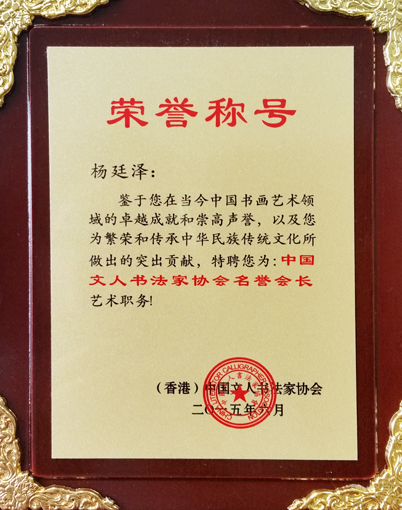 荣誉称号
杨廷泽：
鉴于您在当今中国书画艺术领
域的卓越成就和崇高声誉，以及您
为繁荣和传承中华民族传统文化所
做出的突出贡献，特聘您为：中国
文人书法家协会名誉会长
艺术职务！
（香港）中国文人书法家协会
二〇一五年六月